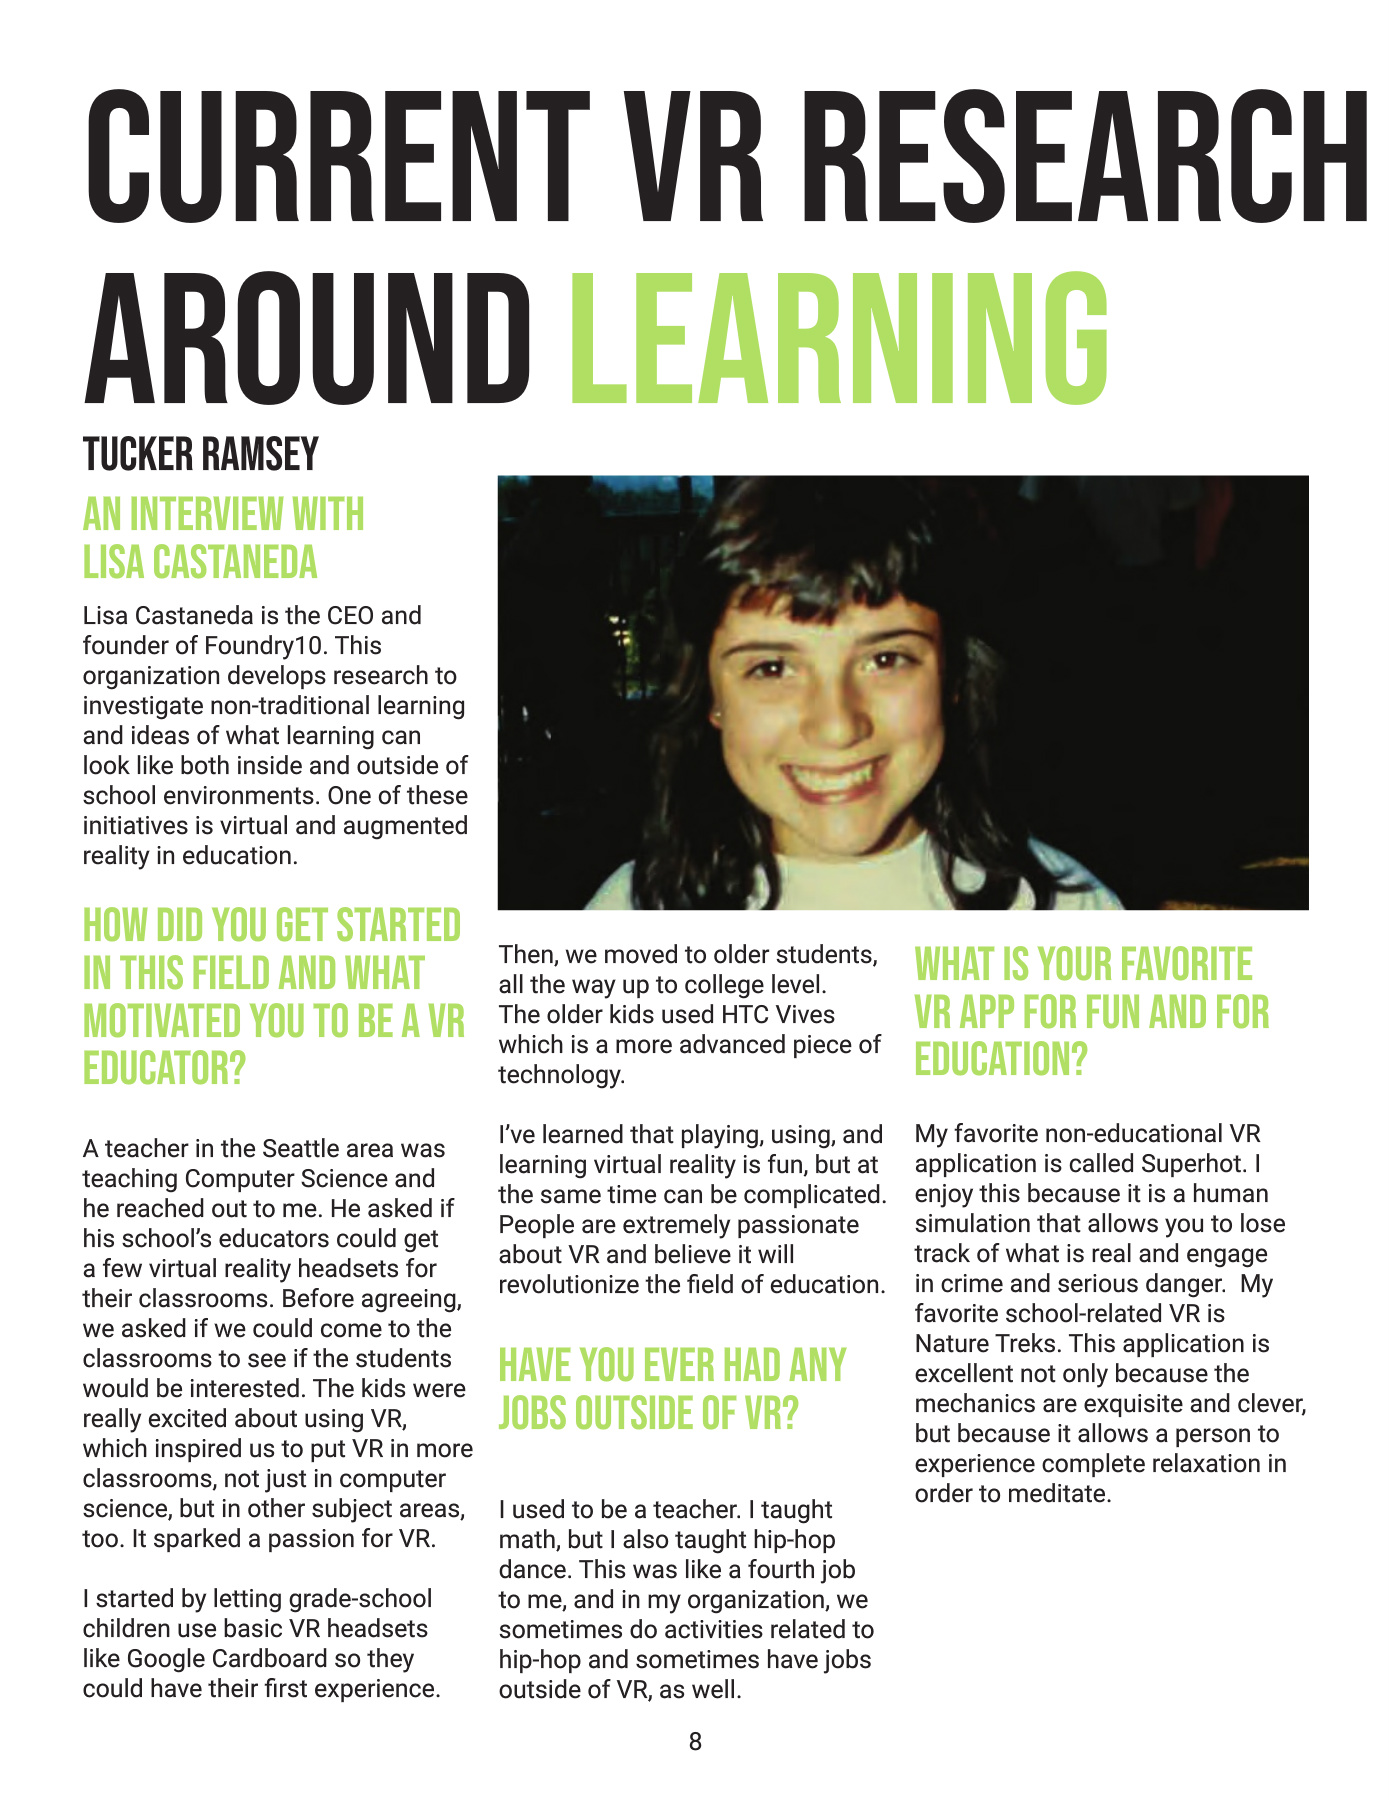 CURRENT VR RESEARCH
AROUND LEARNING
TUCKER RAMSEY
AN INTERVIEW WITH
LISA CASTANEDA
Lisa Castaneda is the CEO and
founder of Foundry10. This
organization develops research to
investigate non-traditional learning
and ideas of what learning can
look like both inside and outside of
school environments. One of these
initiatives is virtual and augmented
reality in education.
HOW DID YOU GET STARTED
IN THIS FIELD AND WHAT
MOTIVATED YOU TO BE A VR
EDUCATOR?
A teacher in the Seattle area was
teaching Computer Science and
he reached out to me. He asked if
his school’s educators could get
a few virtual reality headsets for
their classrooms. Before agreeing,
we asked if we could come to the
classrooms to see if the students
would be interested. The kids were
really excited about using VR,
which inspired us to put VR in more
classrooms, not just in computer
science, but in other subject areas,
too. It sparked a passion for VR.
I started by letting grade-school
children use basic VR headsets
like Google Cardboard so they
could have their first experience.
Then, we moved to older students,
all the way up to college level.
The older kids used HTC Vives
which is a more advanced piece of
technology.
I’ve learned that playing, using, and
learning virtual reality is fun, but at
the same time can be complicated.
People are extremely passionate
about VR and believe it will
revolutionize the field of education.
HAVE YOU EVER HAD ANY
JOBS OUTSIDE OF VR?
I used to be a teacher. I taught
math, but I also taught hip-hop
dance. This was like a fourth job
to me, and in my organization, we
sometimes do activities related to
hip-hop and sometimes have jobs
outside of VR, as well.
WHAT IS YOUR FAVORITE
VR APP FOR FUN AND FOR
EDUCATION?
My favorite non-educational VR
application is called Superhot. I
enjoy this because it is a human
simulation that allows you to lose
track of what is real and engage
in crime and serious danger.  My
favorite school-related VR is
Nature Treks. This application is
excellent not only because the
mechanics are exquisite and clever,
but because it allows a person to
experience complete relaxation in
order to meditate.
8